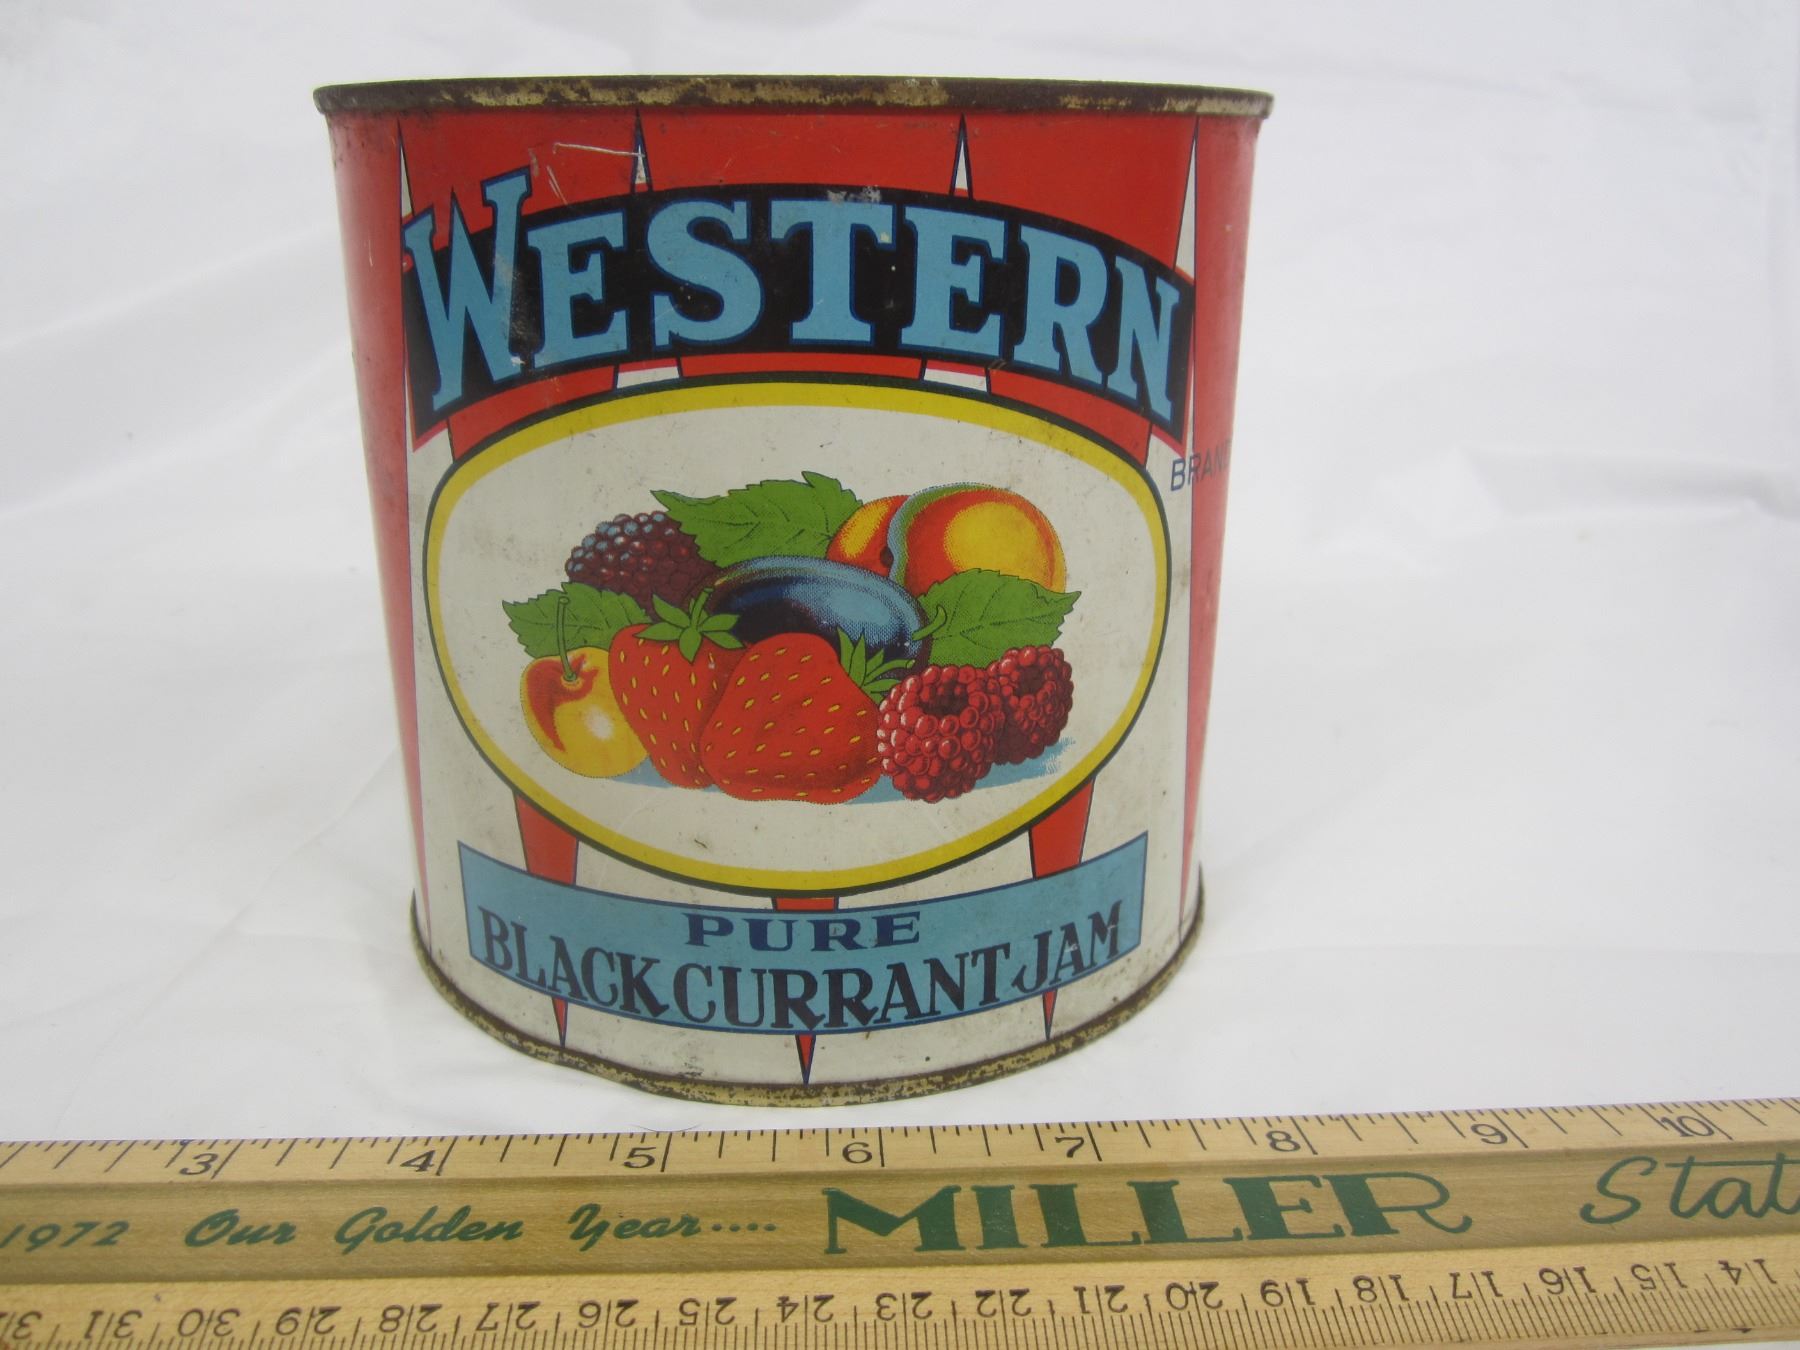 WESTERN
BRAND
PURE
BLACK CURRANT JAM
3 4 5 6 7 8 9 10
1972 Our Golden Year.... MILLER Stat
31 30 29 28 27 26 25 24 23 22 21 20 19 18 17 16 15 14